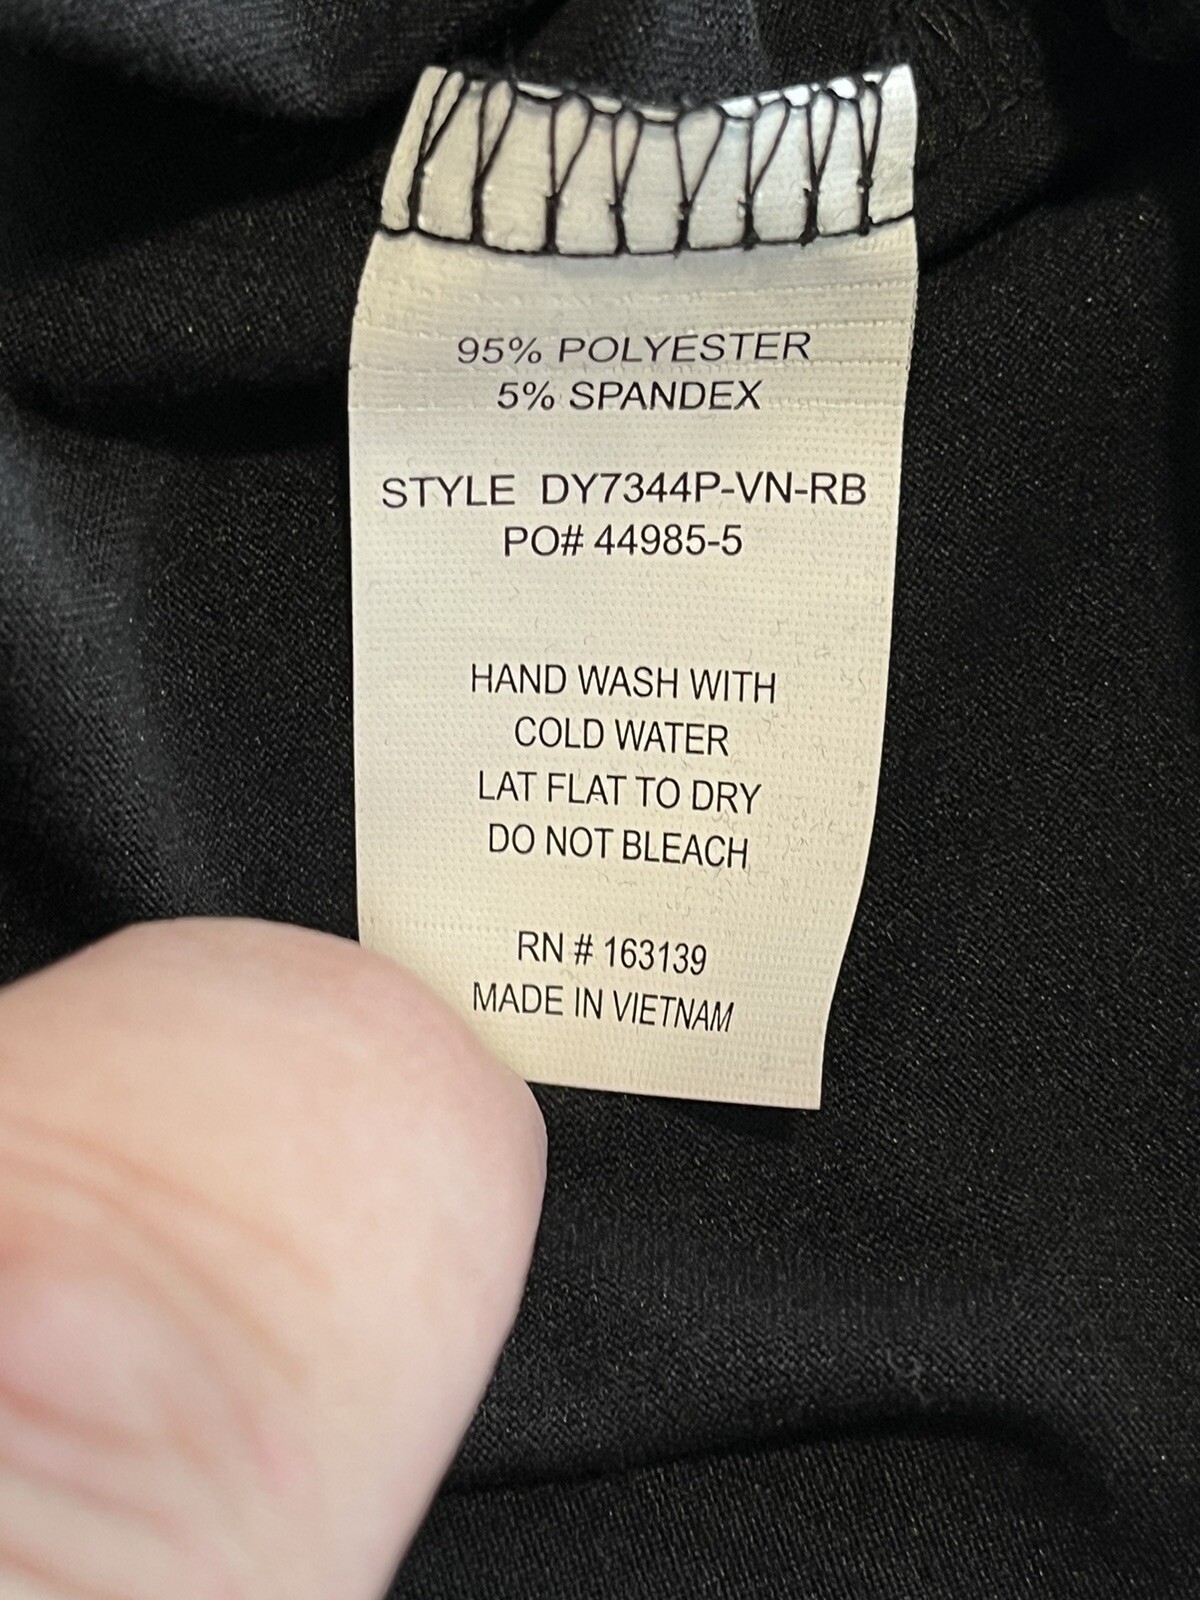 95% POLYESTER
5% SPANDEX
STYLE DY7344P-VN-RB
PO# 44985-5
HAND WASH WITH
COLD WATER
LAT FLAT TO DRY
DO NOT BLEACH
RN # 163139
MADE IN VIETNAM